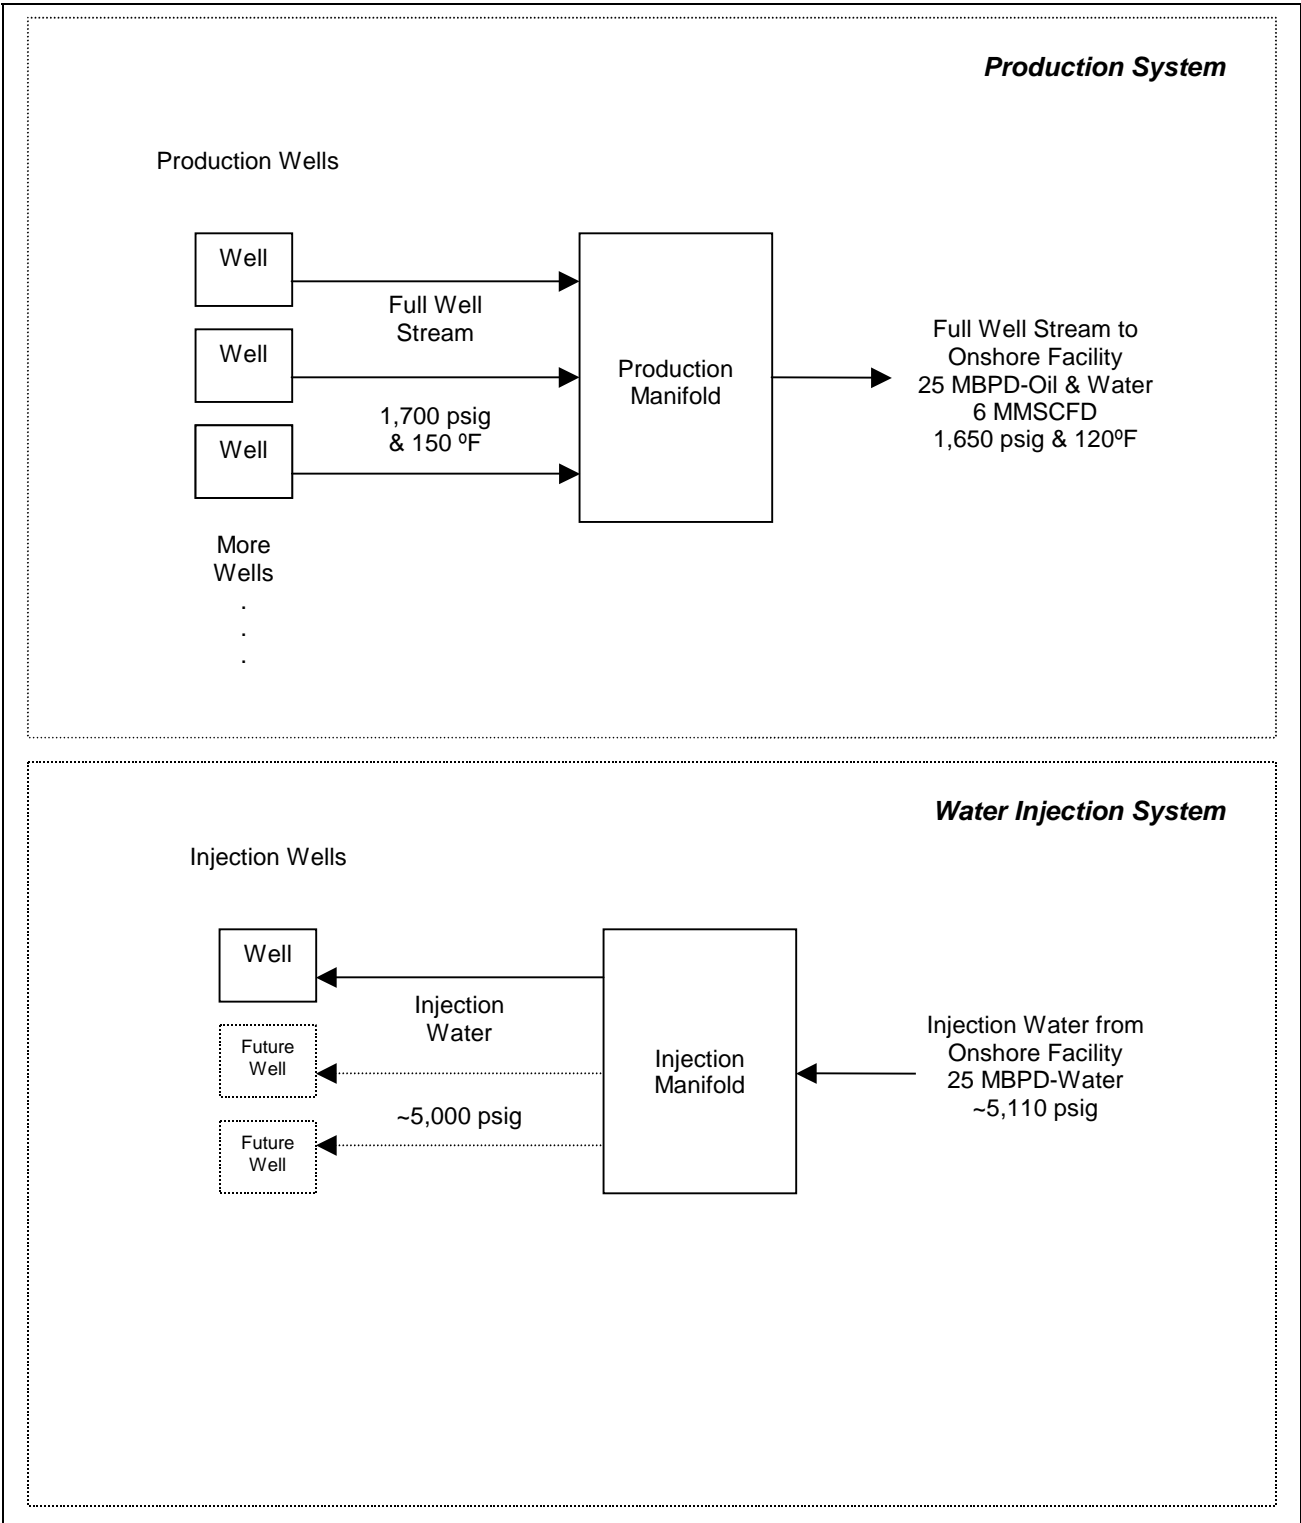 Production System
Production Wells
Well
Full Well
Stream
Well
1,700 psig
& 150 ºF
Well
More
Wells
.
.
.
Production
Manifold
Full Well Stream to
Onshore Facility
25 MBPD-Oil & Water
6 MMSCFD
1,650 psig & 120ºF
Water Injection System
Injection Wells
Well
Injection
Water
Future
Well
~5,000 psig
Future
Well
Injection
Manifold
Injection Water from
Onshore Facility
25 MBPD-Water
~5,110 psig